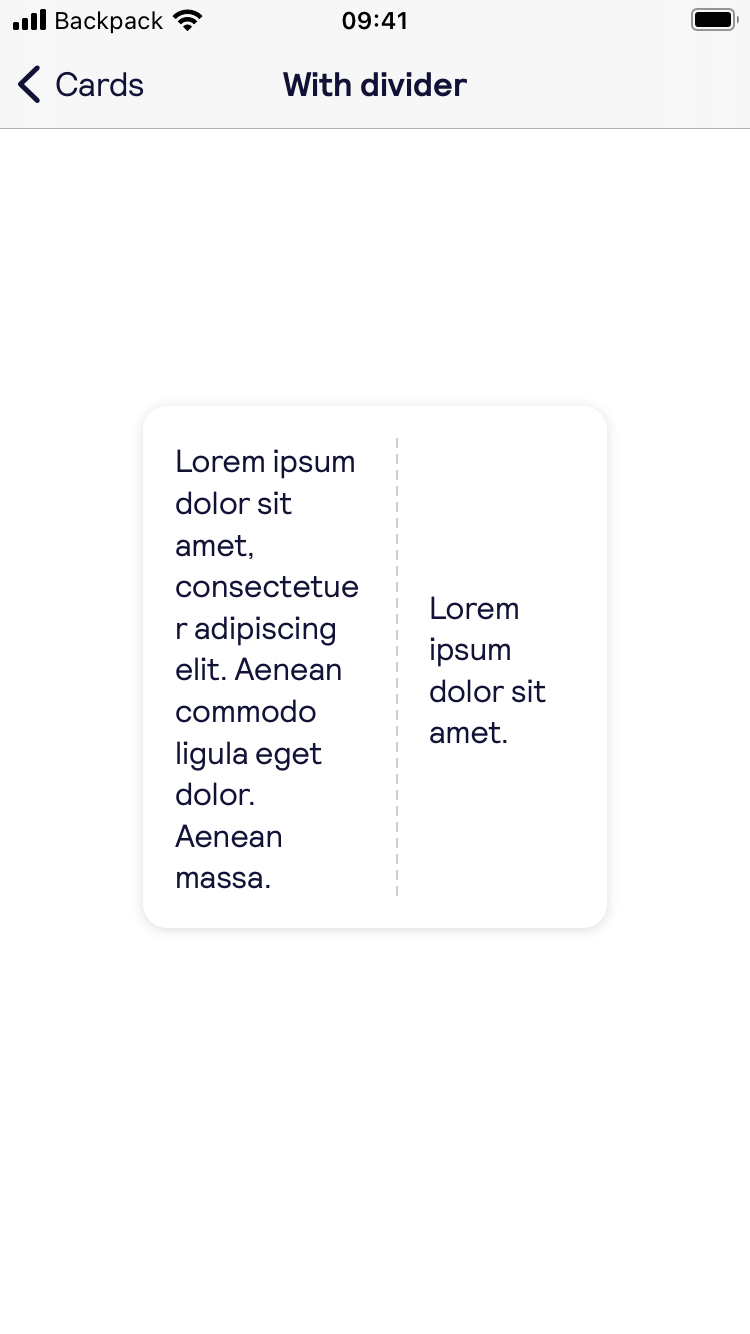 Backpack 09:41
Cards With divider
Lorem ipsum
dolor sit
amet,
consectetue
r adipiscing
elit. Aenean
commodo
ligula eget
dolor.
Aenean
massa.
Lorem
ipsum
dolor sit
amet.